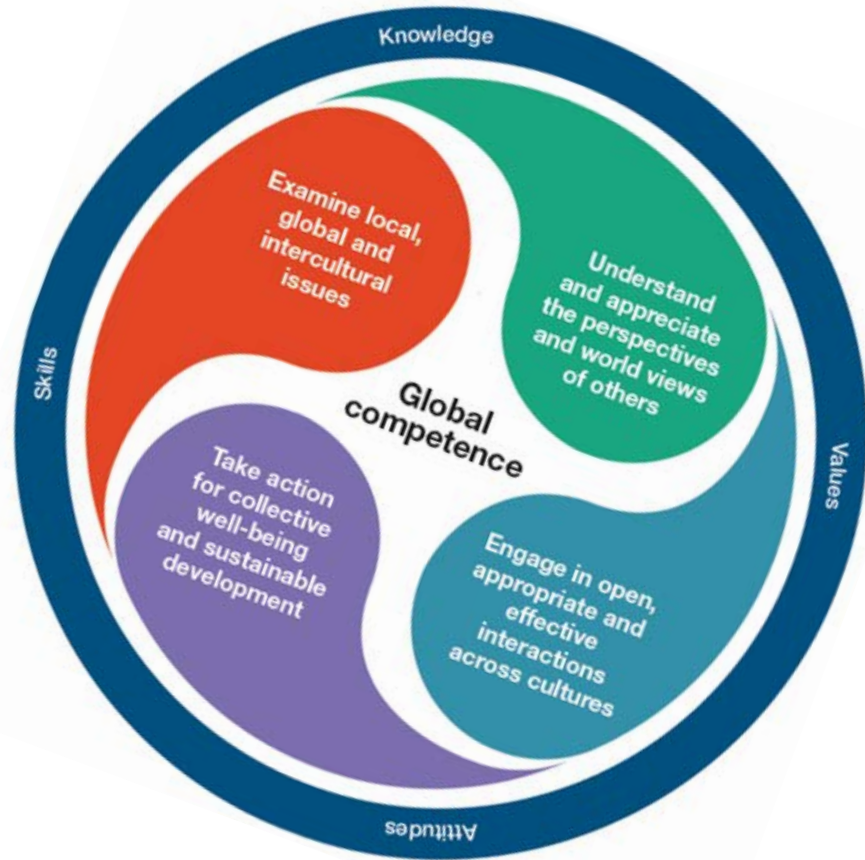 Knowledge
Examine local,
global and
intercultural
issues
Understand
and appreciate
the perspectives
and world views
of others
Skills
Global
competence
Values
Take action
for collective
well-being
and sustainable
development
Engage in open,
appropriate and
effective
interactions
across cultures
Attitudes